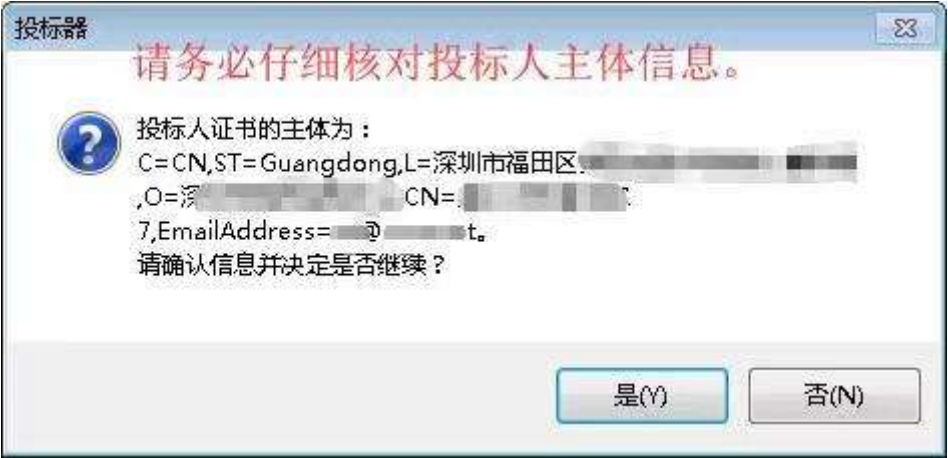 投标器
请务必仔细核对投标人主体信息。
投标人证书的主体为：
C=CN,ST=Guangdong,L=深圳市福田区
,O=深 CN=
7,EmailAddress= @ t。
请确认信息并决定是否继续？
是(Y)
否(N)